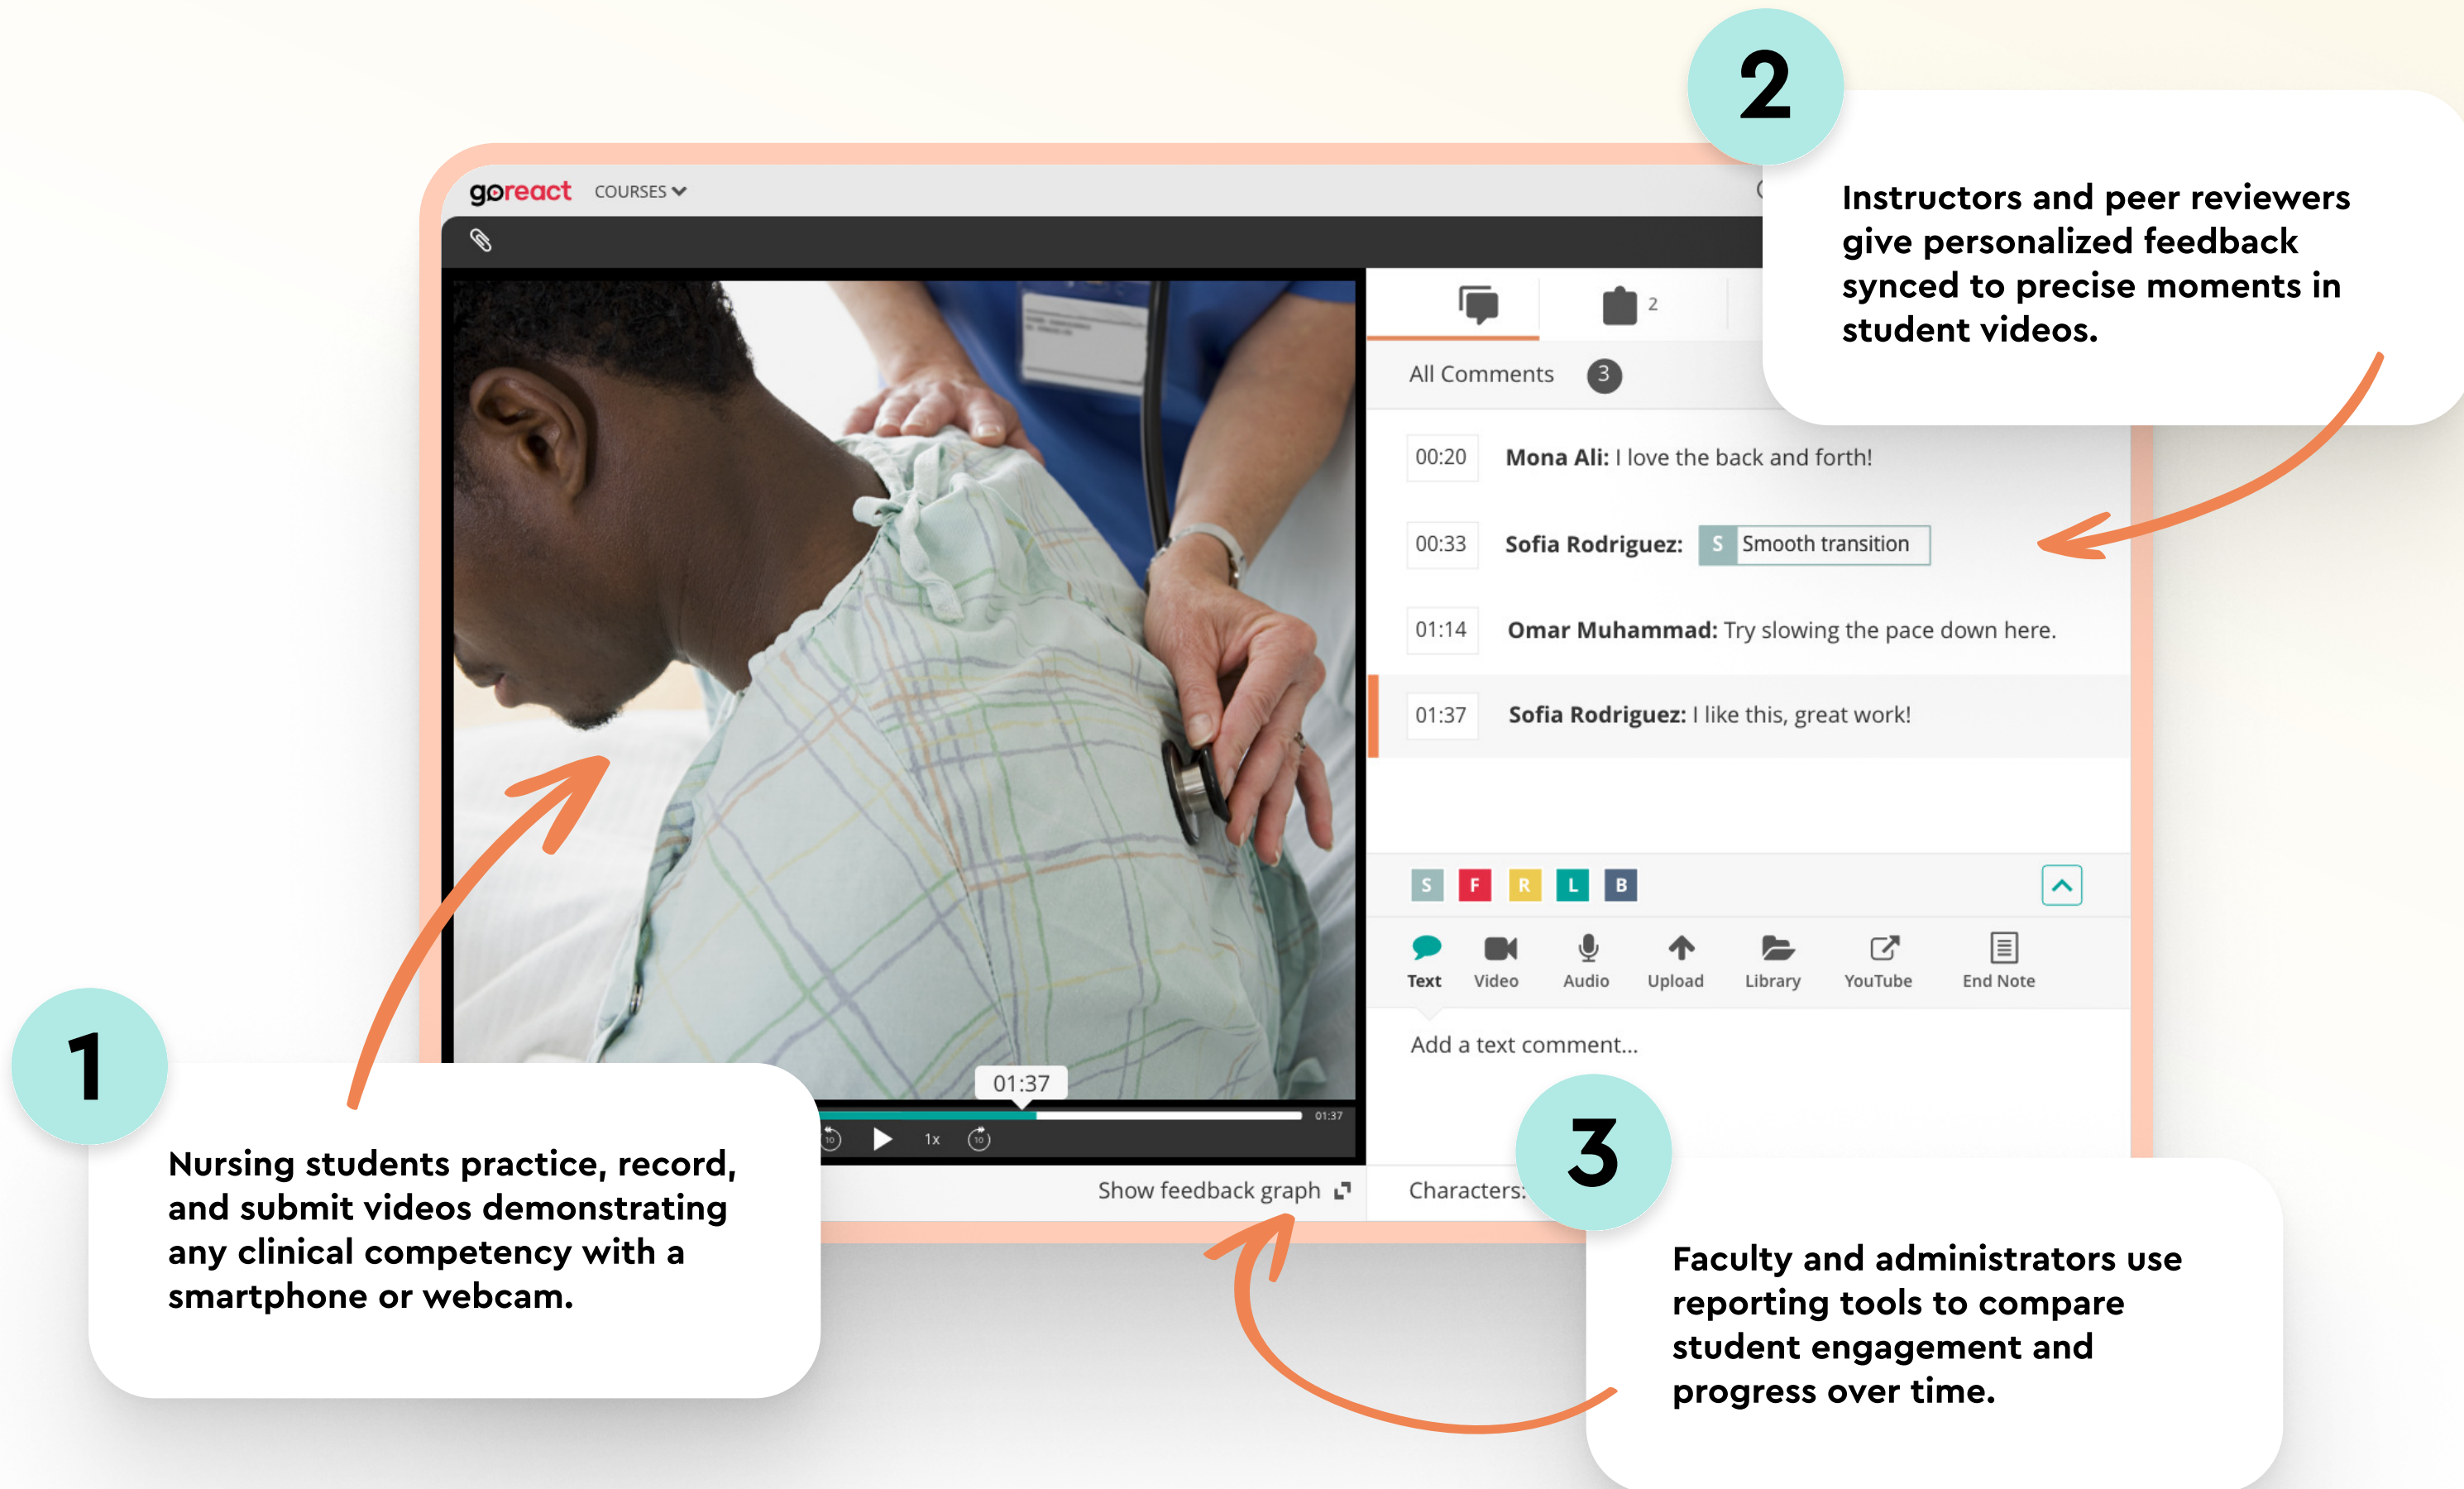 2
Instructors and peer reviewers
give personalized feedback
synced to precise moments in
student videos.
goreact COURSES
2
All Comments 3
00:20 Mona Ali: I love the back and forth!
00:33 Sofia Rodriguez: S Smooth transition
01:14 Omar Muhammad: Try slowing the pace down here.
01:37 Sofia Rodriguez: I like this, great work!
S F R L B
Text Video Audio Upload Library YouTube End Note
Add a text comment...
01:37
01:37
10 1x 10
Show feedback graph
Characters:
1
Nursing students practice, record,
and submit videos demonstrating
any clinical competency with a
smartphone or webcam.
3
Faculty and administrators use
reporting tools to compare
student engagement and
progress over time.